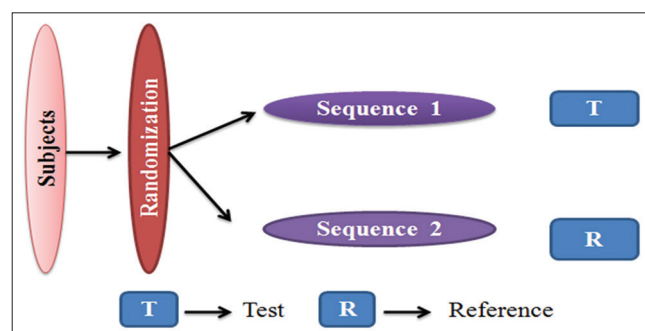 Subjects
Randomization
Sequence 1
T
Sequence 2
R
T Test R Reference